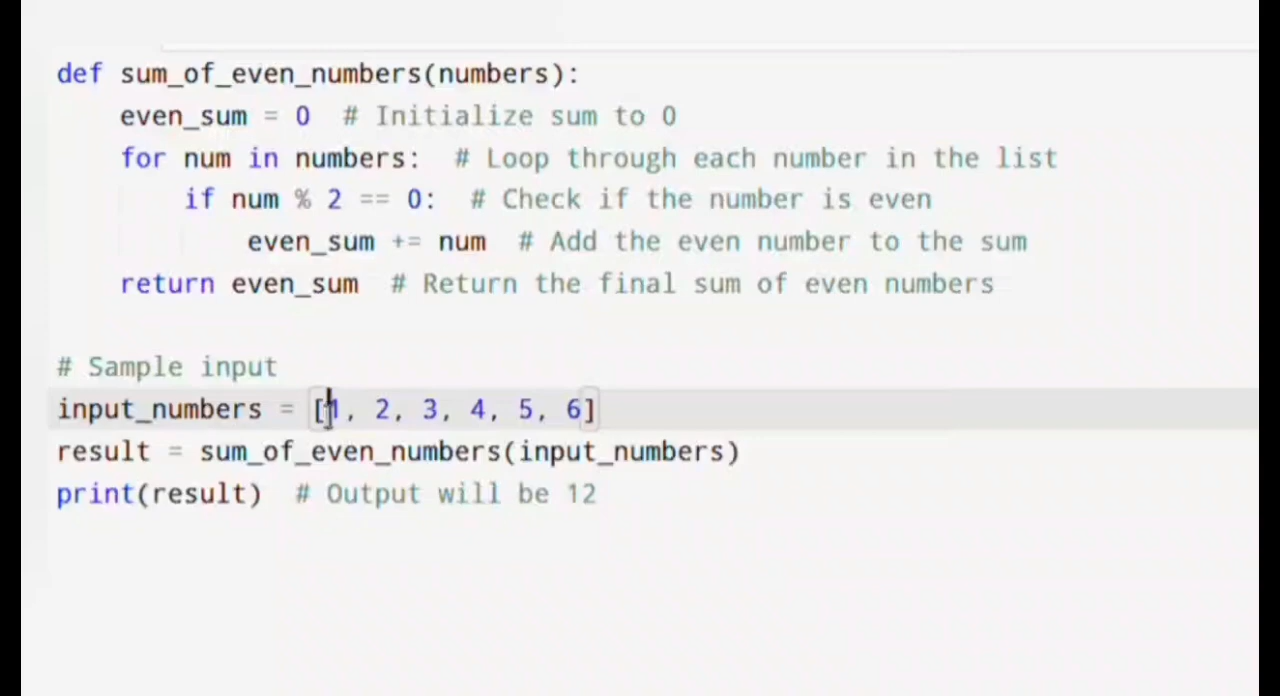 def sum_of_even_numbers(numbers):
    even_sum = 0  # Initialize sum to 0
    for num in numbers:  # Loop through each number in the list
        if num % 2 == 0:  # Check if the number is even
            even_sum += num  # Add the even number to the sum
    return even_sum  # Return the final sum of even numbers
# Sample input
input_numbers = [1, 2, 3, 4, 5, 6]
result = sum_of_even_numbers(input_numbers)
print(result)  # Output will be 12